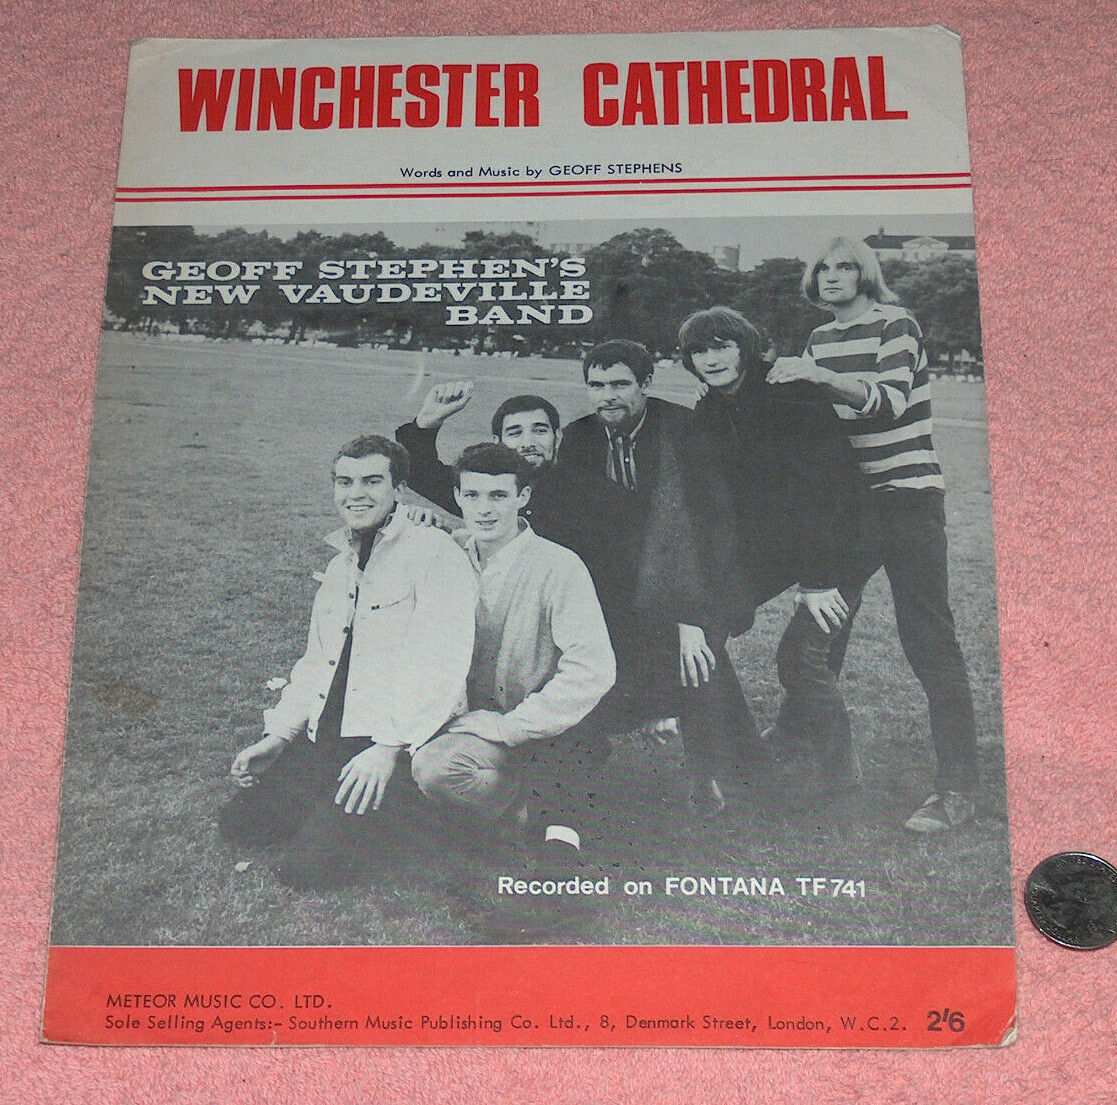 WINCHESTER CATHEDRAL
Words and Music by GEOFF STEPHENS
GEOFF STEPHEN'S
NEW VAUDEVILLE
BAND
Recorded on FONTANA TF741
METEOR MUSIC CO. LTD.
Sole Selling Agents:– Southern Music Publishing Co. Ltd., 8, Denmark Street, London, W.C.2. 2'6